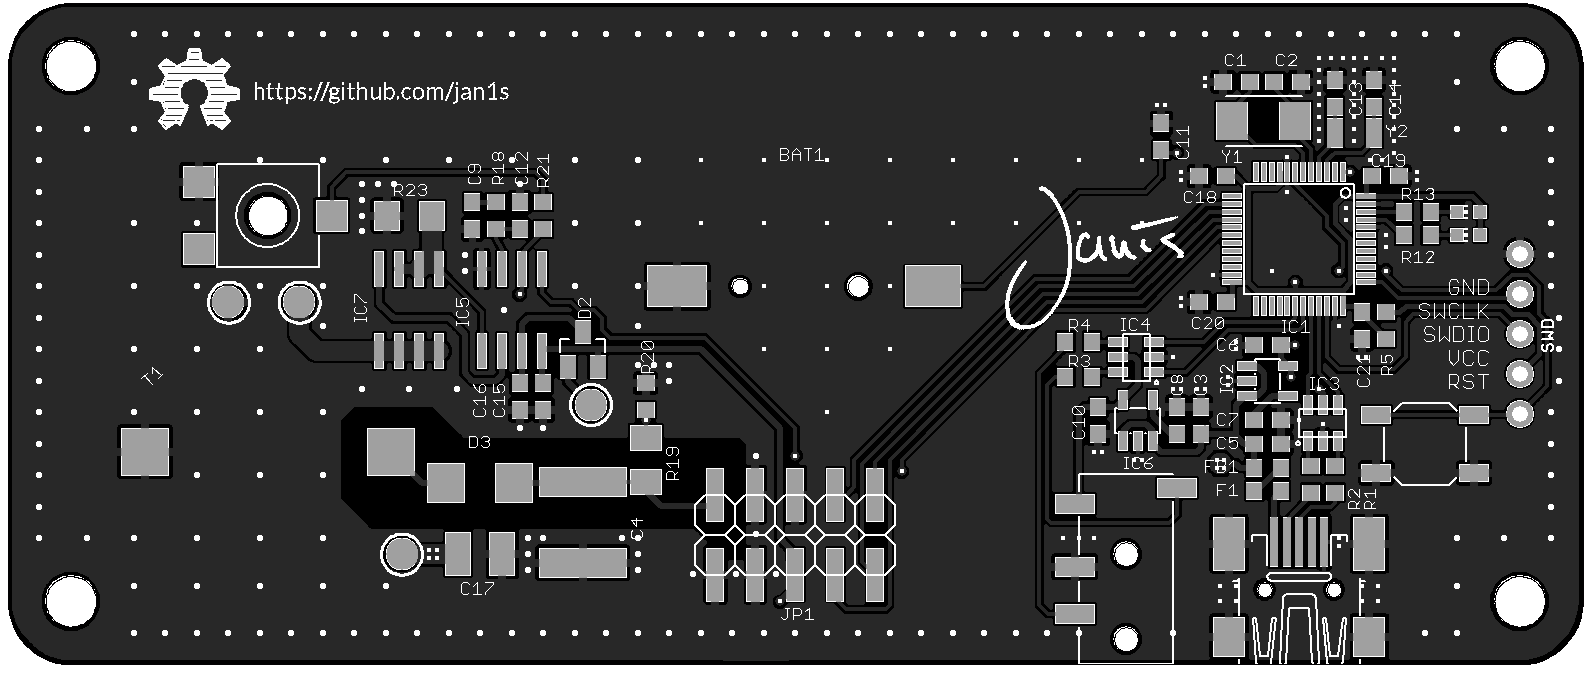 https://github.com/jan1s
C1
C2
C13
C14
Y2
Y1
C11
C19
C18
BAT1
Janis
R23
C9
R18
C12
R21
R13
R12
GND
SWCLK
SWDIO
VCC
RST
SWD
IC7
IC5
D2
C20
IC1
R4
IC4
R3
C6
IC2
C21
R5
IC3
T1
R20
C16
C15
C8
C3
C10
C7
C5
IC6
F1
D3
R19
R2
R1
C4
C17
JP1